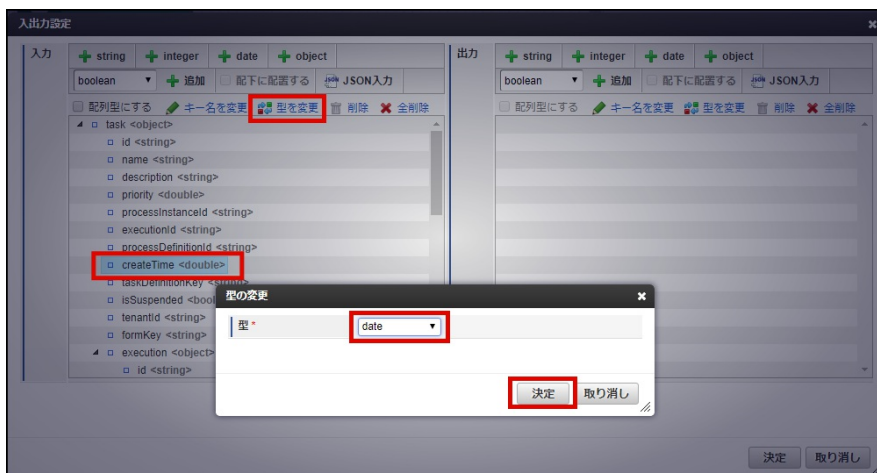 入出力設定
入力
string integer date object
boolean 追加 配下に配置する JSON入力
配列型にする キー名を変更 型を変更 削除 全削除
task <object>
id <string>
name <string>
description <string>
priority <double>
processInstanceId <string>
executionId <string>
processDefinitionId <string>
createTime <double>
taskDefinitionKey <string>
isSuspended <bool
tenantId <string>
formKey <string>
execution <object>
id <string>
出力
string integer date object
boolean 追加 配下に配置する JSON入力
配列型にする キー名を変更 型を変更 削除 全削除
型の変更
型 * date
決定 取り消し
決定 取り消し